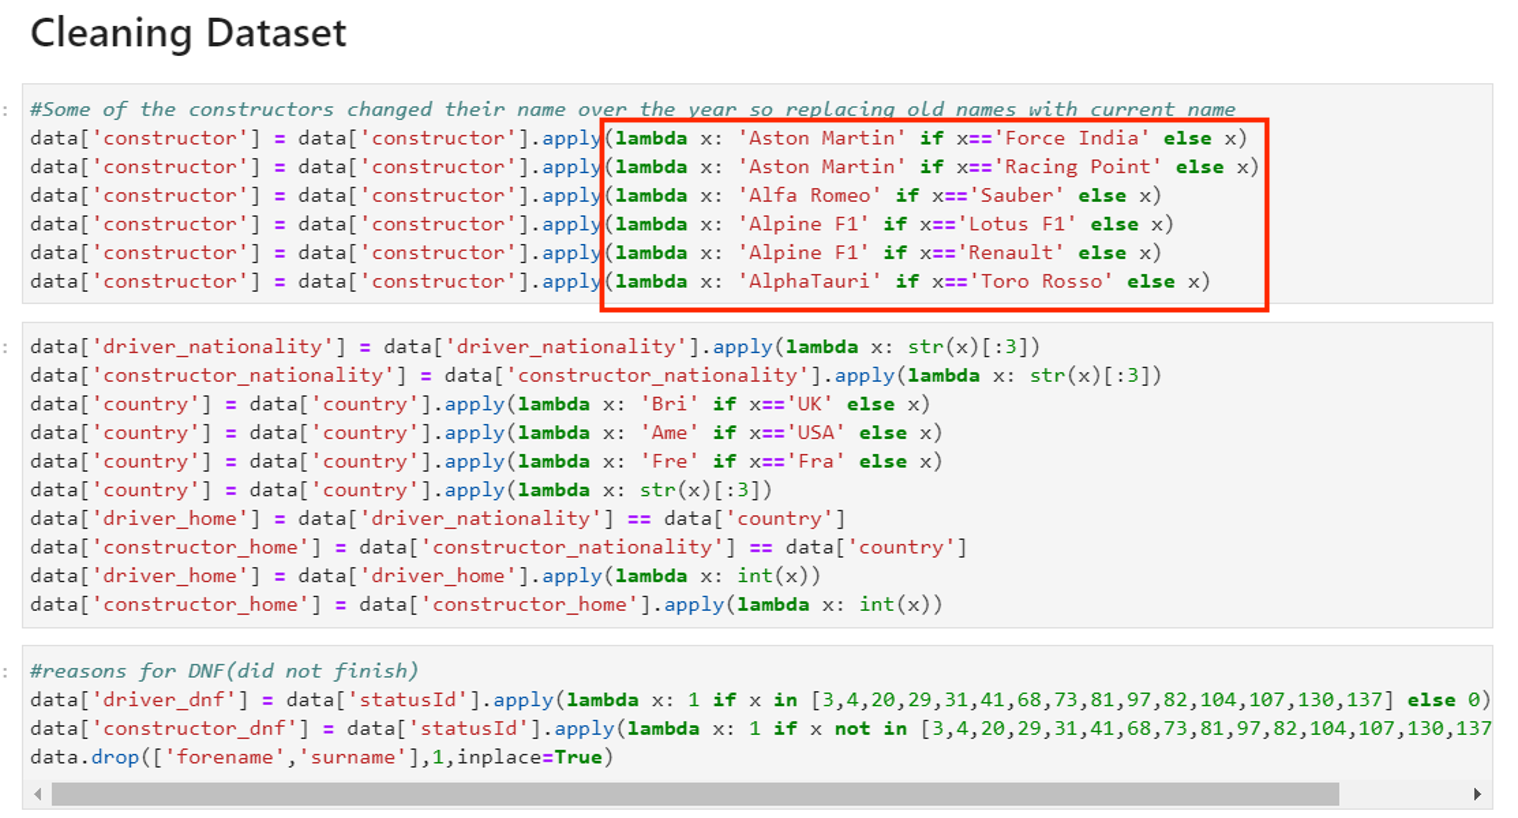 Cleaning Dataset
#Some of the constructors changed their name over the year so replacing old names with current name
data['constructor'] = data['constructor'].apply(lambda x: 'Aston Martin' if x=='Force India' else x)
data['constructor'] = data['constructor'].apply(lambda x: 'Aston Martin' if x=='Racing Point' else x)
data['constructor'] = data['constructor'].apply(lambda x: 'Alfa Romeo' if x=='Sauber' else x)
data['constructor'] = data['constructor'].apply(lambda x: 'Alpine F1' if x=='Lotus F1' else x)
data['constructor'] = data['constructor'].apply(lambda x: 'Alpine F1' if x=='Renault' else x)
data['constructor'] = data['constructor'].apply(lambda x: 'AlphaTauri' if x=='Toro Rosso' else x)
data['driver_nationality'] = data['driver_nationality'].apply(lambda x: str(x)[:3])
data['constructor_nationality'] = data['constructor_nationality'].apply(lambda x: str(x)[:3])
data['country'] = data['country'].apply(lambda x: 'Bri' if x=='UK' else x)
data['country'] = data['country'].apply(lambda x: 'Ame' if x=='USA' else x)
data['country'] = data['country'].apply(lambda x: 'Fre' if x=='Fra' else x)
data['country'] = data['country'].apply(lambda x: str(x)[:3])
data['driver_home'] = data['driver_nationality'] == data['country']
data['constructor_home'] = data['constructor_nationality'] == data['country']
data['driver_home'] = data['driver_home'].apply(lambda x: int(x))
data['constructor_home'] = data['constructor_home'].apply(lambda x: int(x))
#reasons for DNF(did not finish)
data['driver_dnf'] = data['statusId'].apply(lambda x: 1 if x in [3,4,20,29,31,41,68,73,81,97,82,104,107,130,137] else 0)
data['constructor_dnf'] = data['statusId'].apply(lambda x: 1 if x not in [3,4,20,29,31,41,68,73,81,97,82,104,107,130,137
data.drop(['forename','surname'],1,inplace=True)